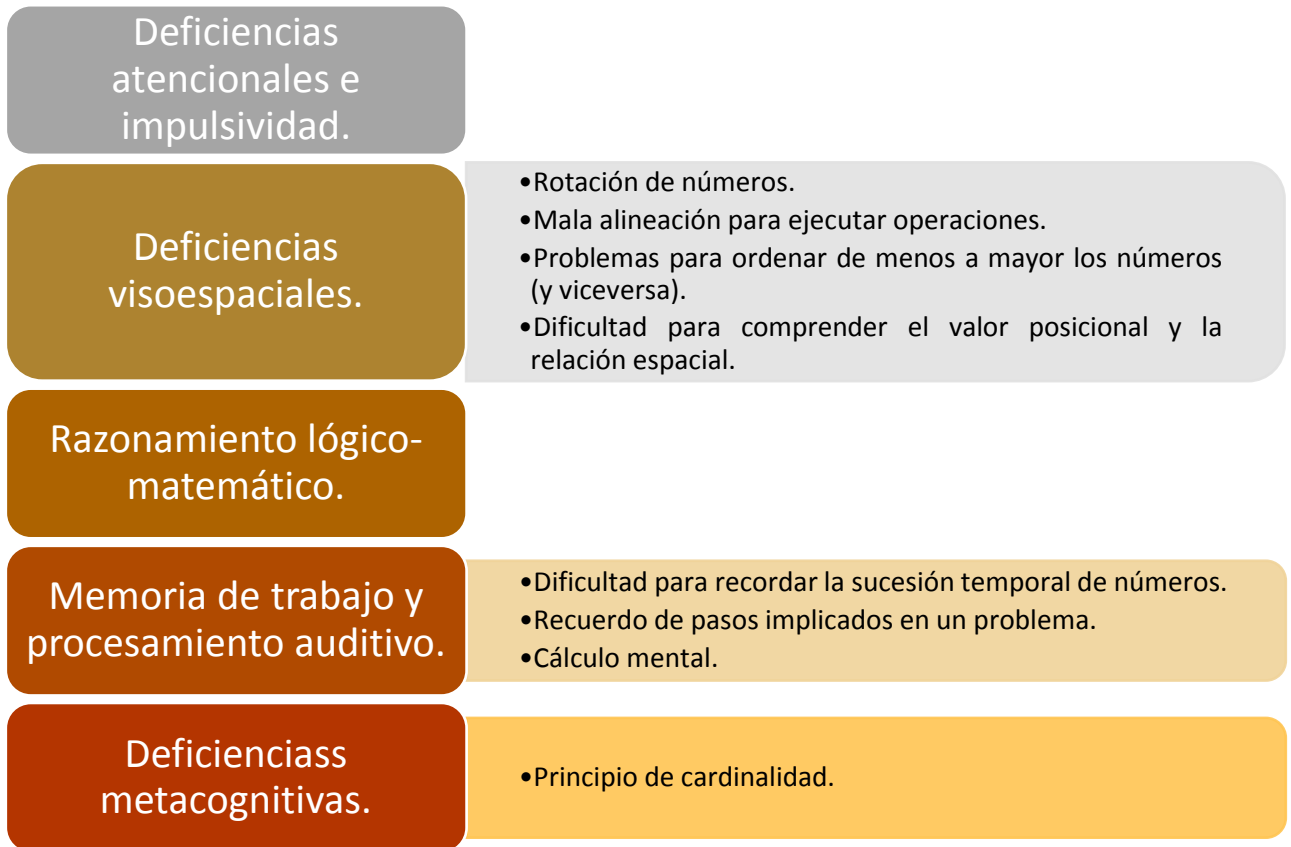 Deficiencias
atencionales e
impulsividad.
Deficiencias
visoespaciales.
•Rotación de números.
•Mala alineación para ejecutar operaciones.
•Problemas para ordenar de menos a mayor los números
(y viceversa).
•Dificultad para comprender el valor posicional y la
relación espacial.
Razonamiento lógico-
matemático.
Memoria de trabajo y
procesamiento auditivo.
•Dificultad para recordar la sucesión temporal de números.
•Recuerdo de pasos implicados en un problema.
•Cálculo mental.
Deficienciass
metacognitivas.
•Principio de cardinalidad.